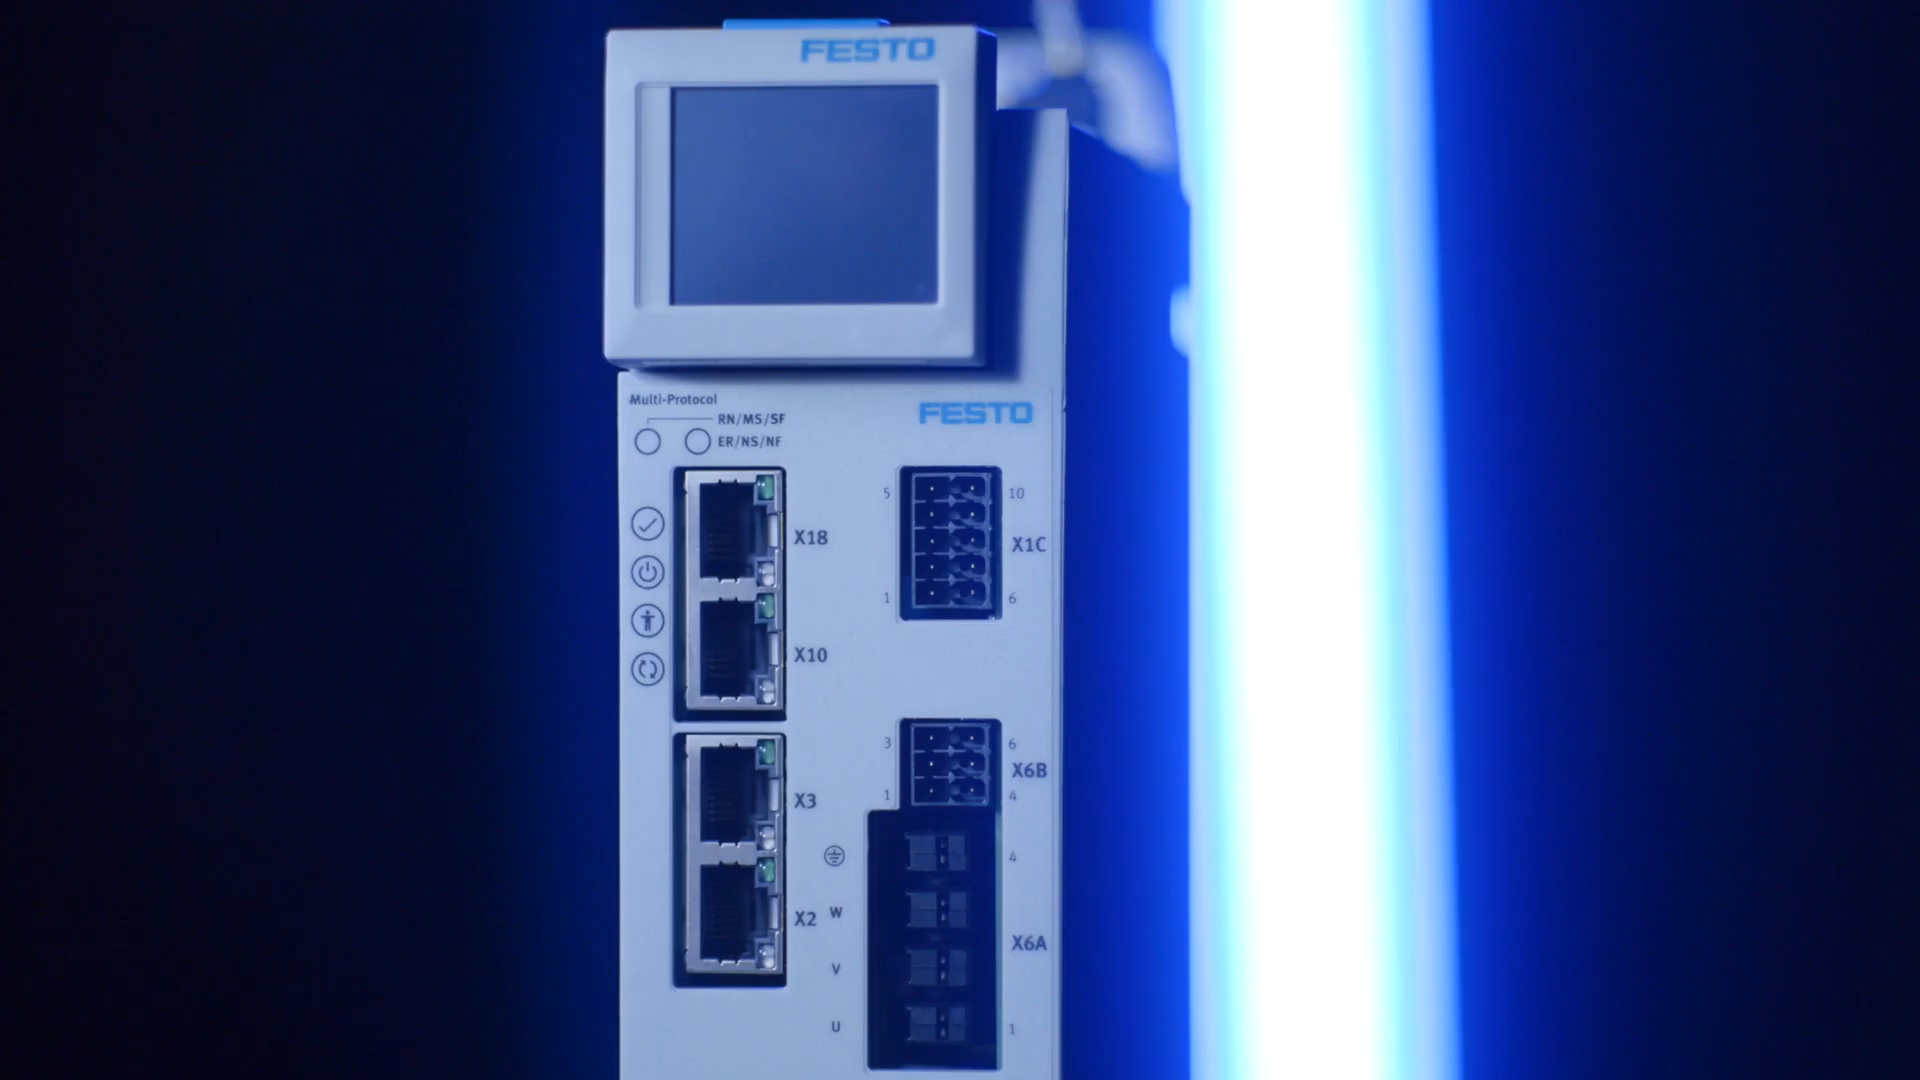 FESTO
Multi-Protocol
RN/MS/SF
ER/NS/NF
FESTO
5
10
X18
X1C
1
6
X10
3
6
X6B
X3
1
4
4
X2
W
X6A
V
U
1